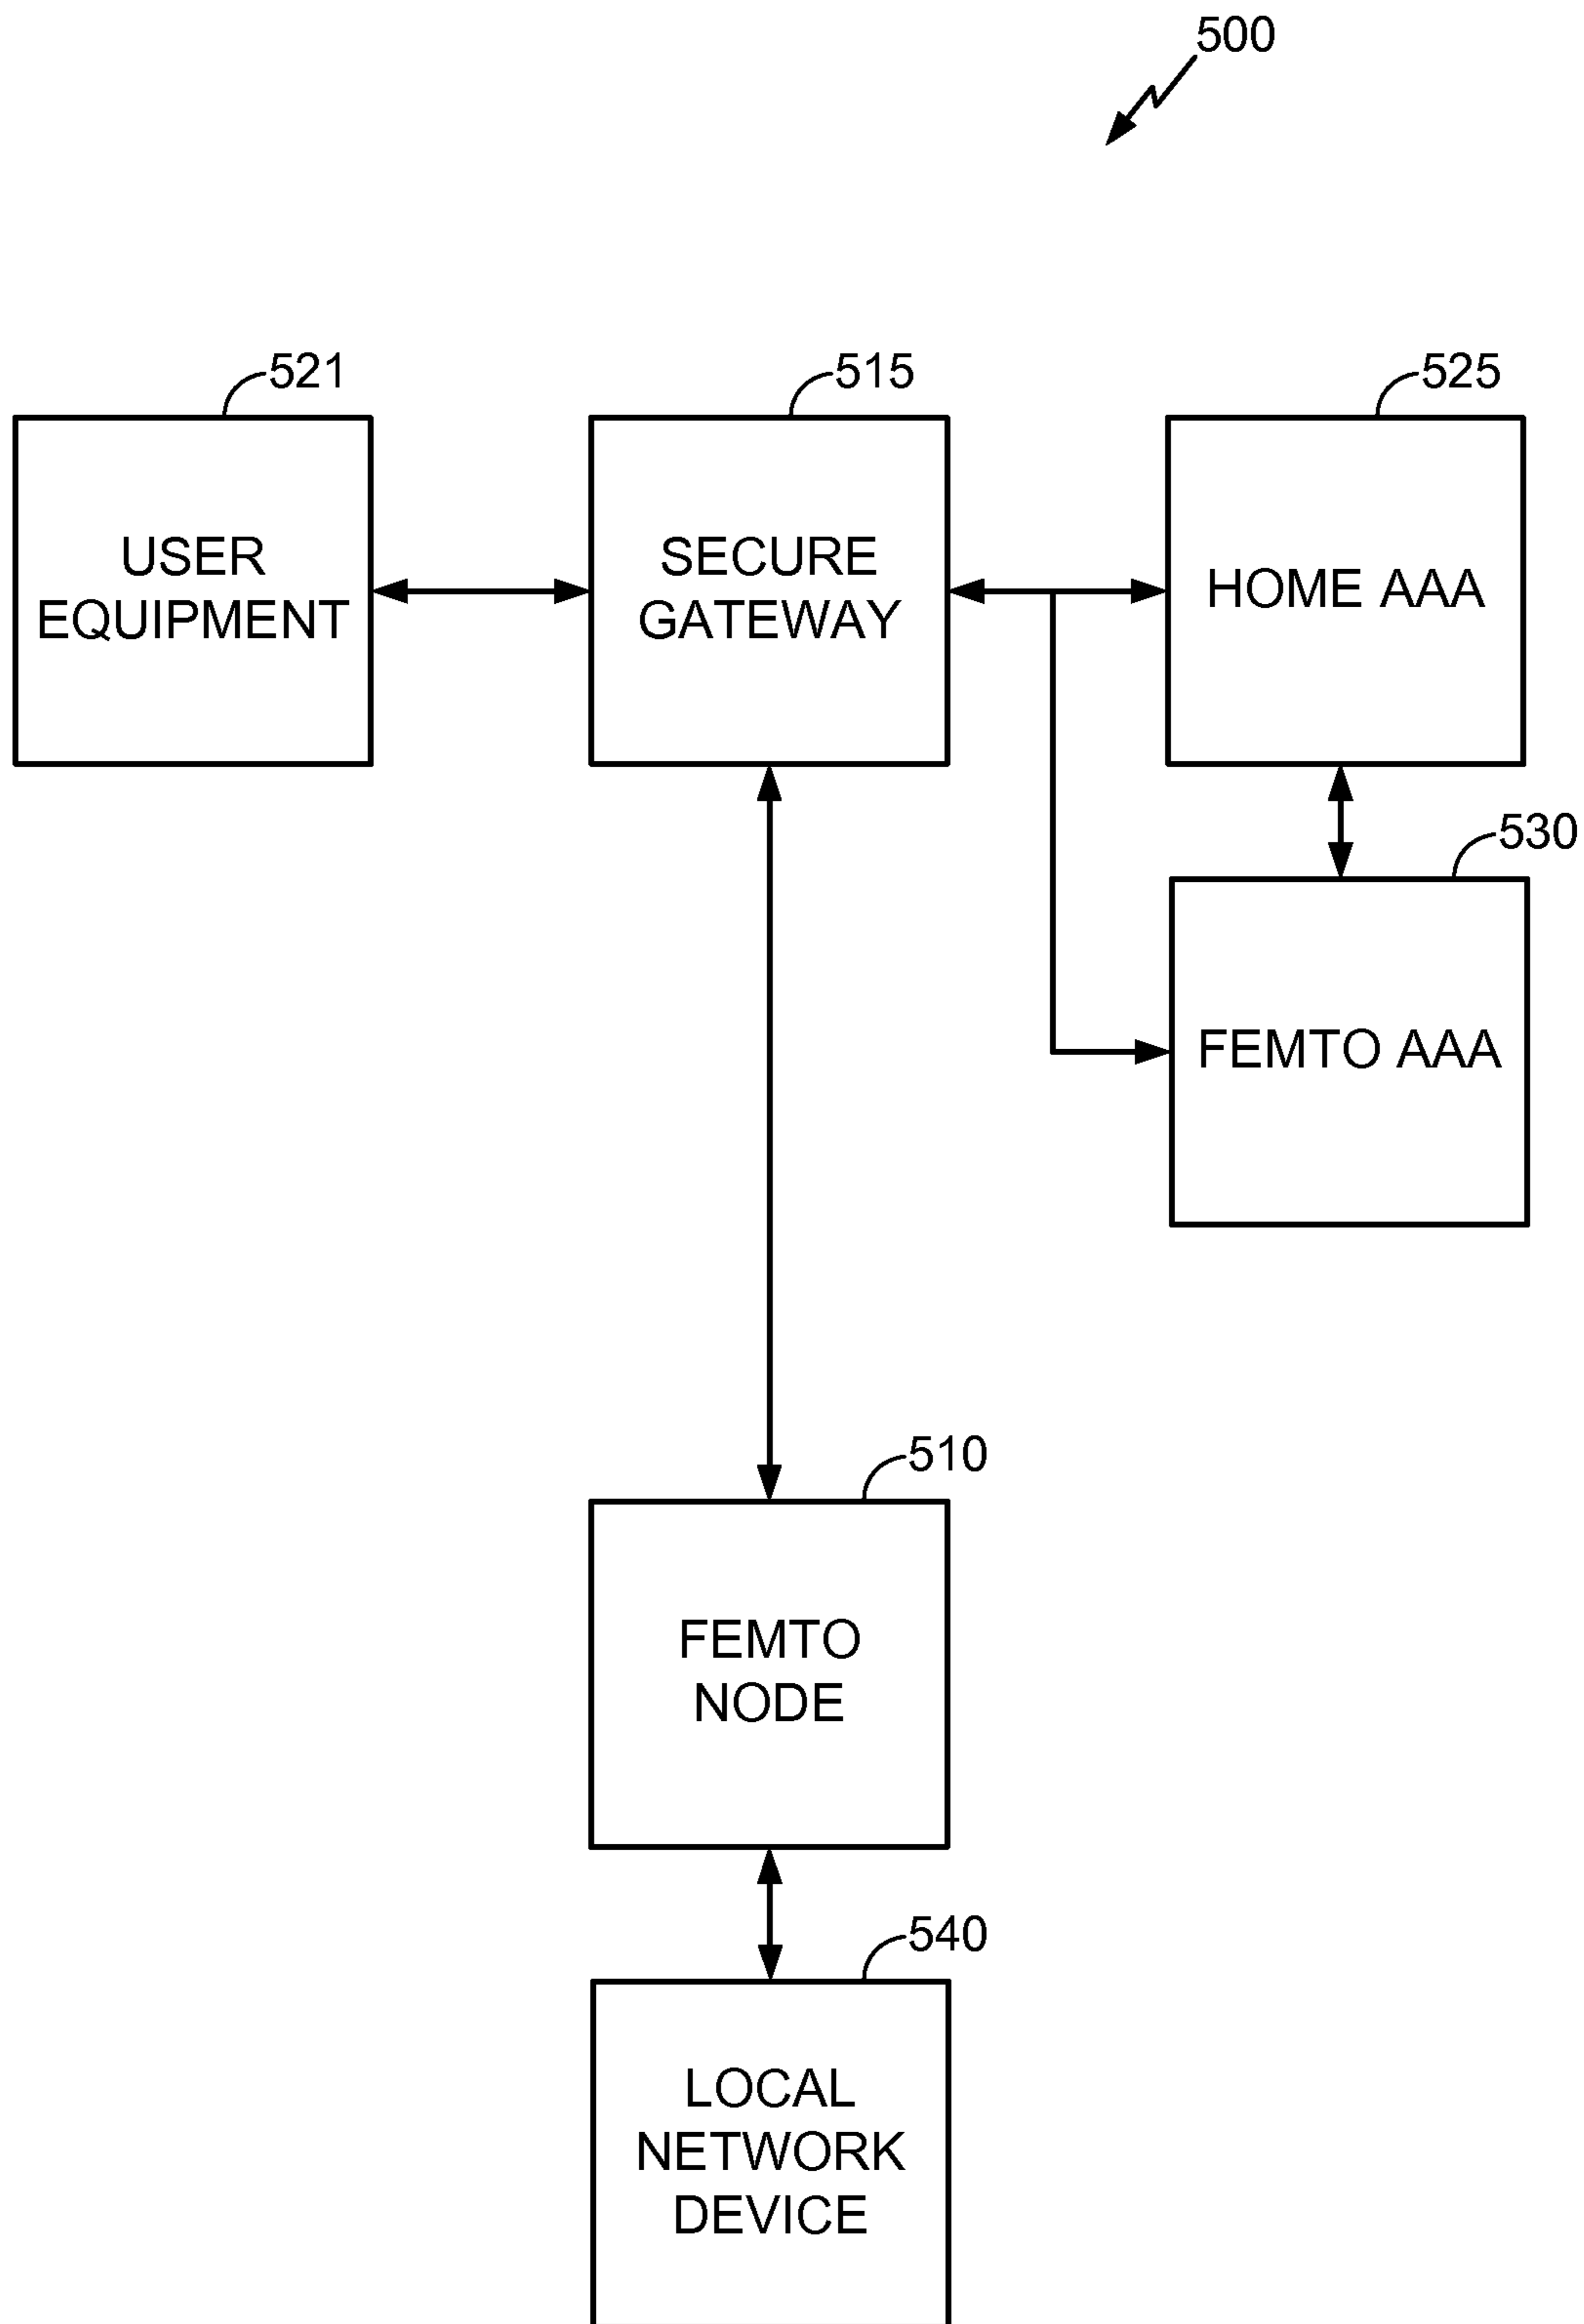 500
521
515
525
USER
EQUIPMENT
SECURE
GATEWAY
HOME AAA
530
FEMTO AAA
510
FEMTO
NODE
540
LOCAL
NETWORK
DEVICE